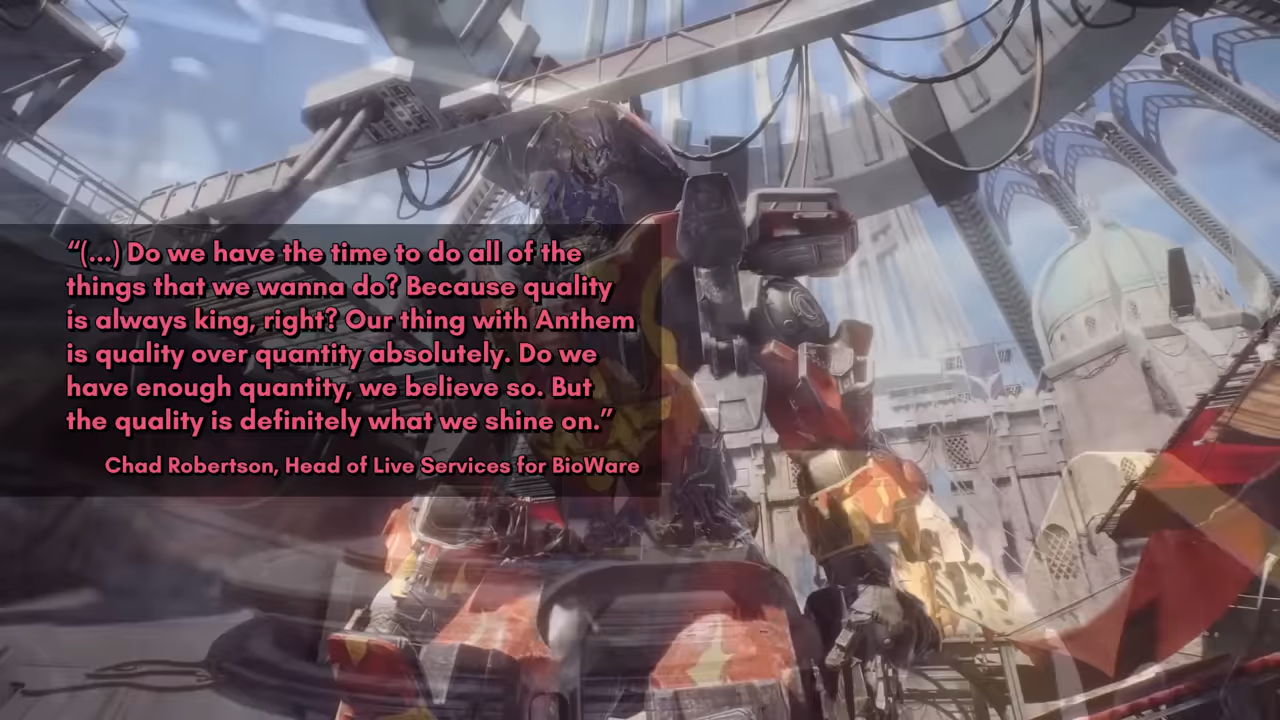 “(...) Do we have the time to do all of the
things that we wanna do? Because quality
is always king, right? Our thing with Anthem
is quality over quantity absolutely. Do we
have enough quantity, we believe so. But
the quality is definitely what we shine on.”
Chad Robertson, Head of Live Services for BioWare